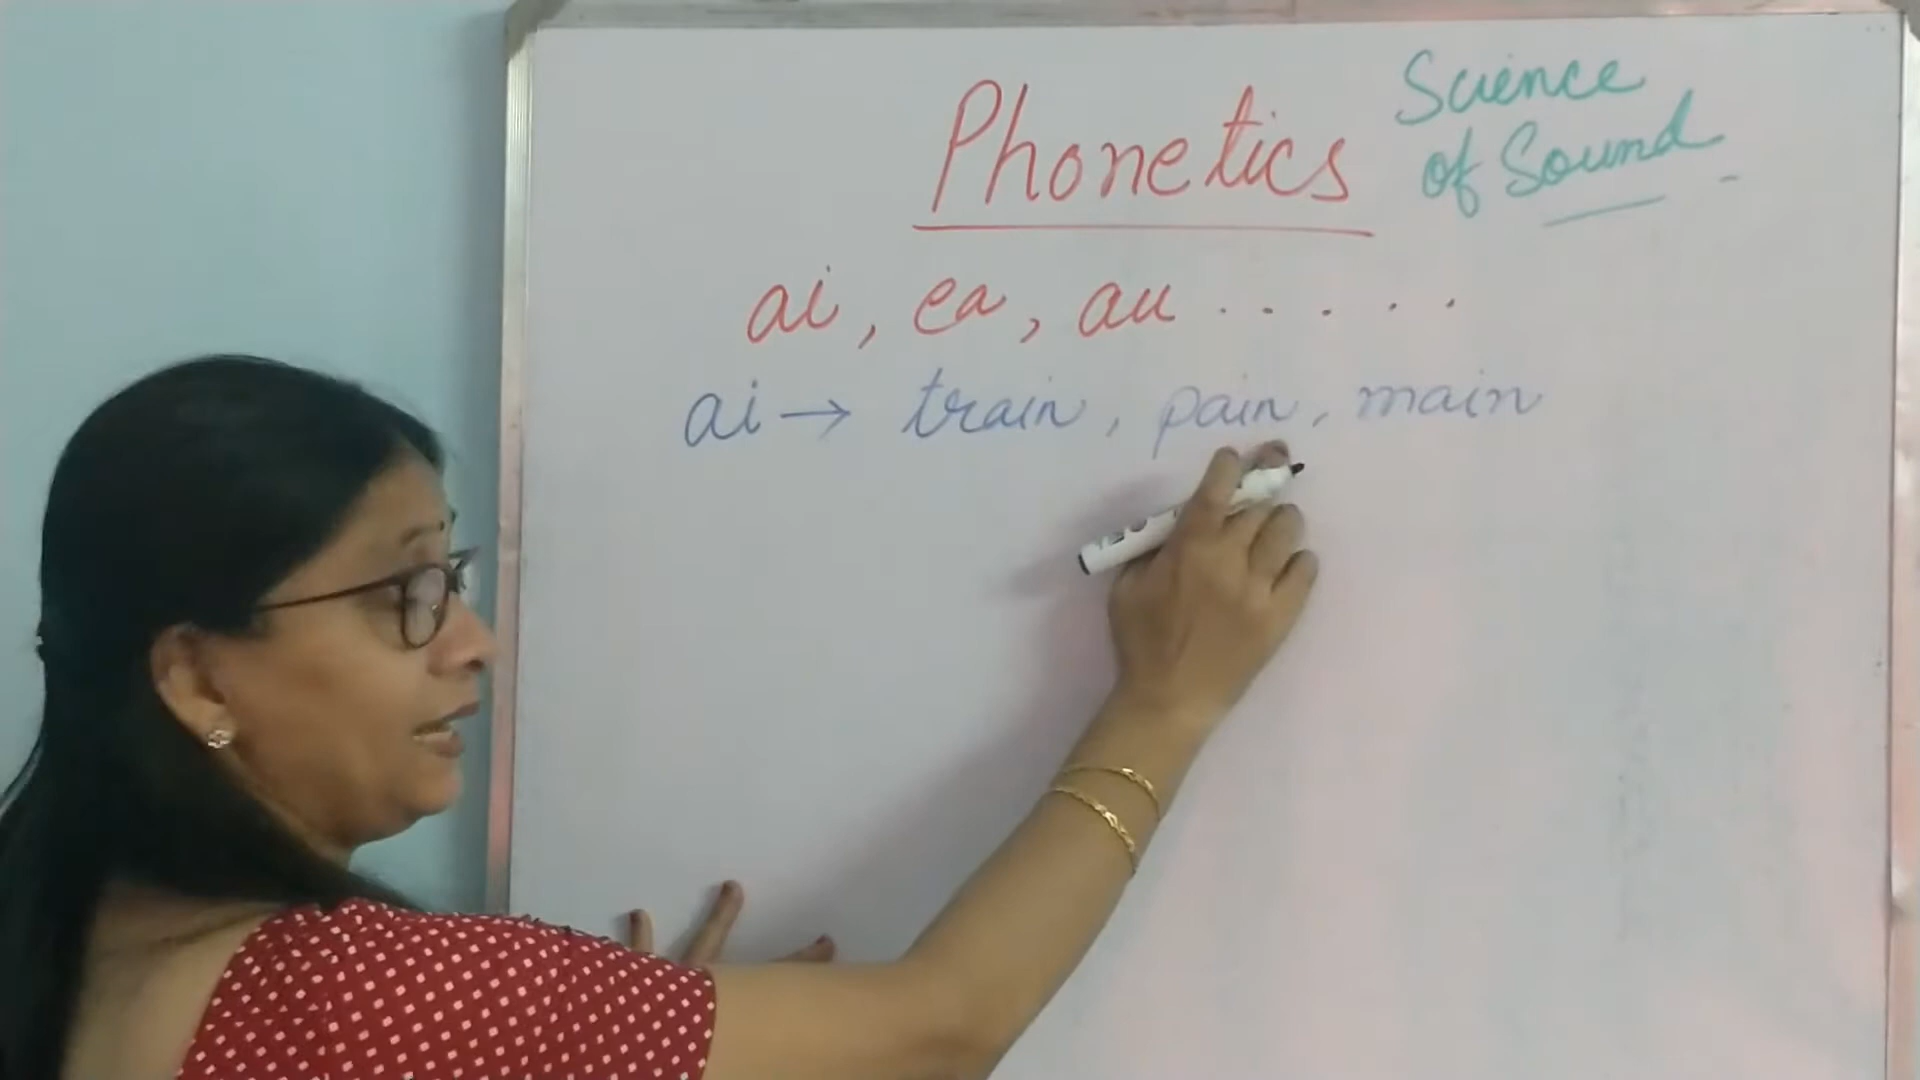 Phonetics
Science
of Sound
ai, ea, au . . . . . .
ai → train, pain, main